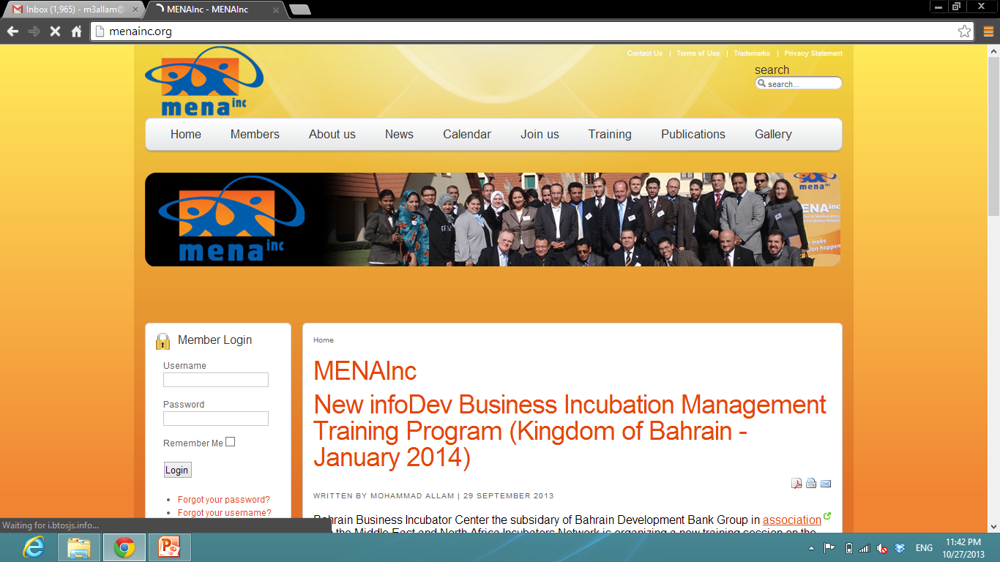 Inbox (1,965) - m3allam@
MENAInc - MENAInc
menainc.org
Contact Us | Terms of Use | Trademarks | Privacy Statement
search
search...
mena inc
Home Members About us News Calendar Join us Training Publications Gallery
mena inc
mena inc
ENAinc
make
on happen
Member Login
Username
Password
Remember Me
Login
Forgot your password?
Forgot your username?
Home
MENAInc
New infoDev Business Incubation Management
Training Program (Kingdom of Bahrain -
January 2014)
WRITTEN BY MOHAMMAD ALLAM | 29 SEPTEMBER 2013
Bahrain Business Incubator Center the subsidary of Bahrain Development Bank Group in association
the Middle East and North Africa Incubators Network is organizing a new training session on the
Waiting for i.btosjs.info...
ENG
11:42 PM
10/27/2013